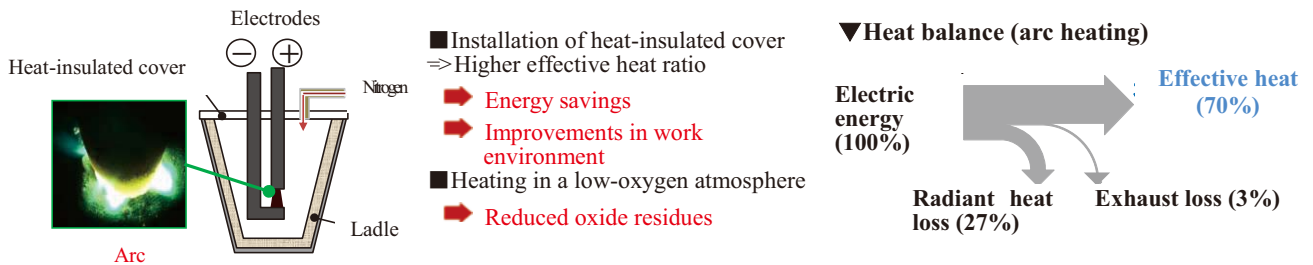 Electrodes
−
+
Heat-insulated cover
Nitrogen
Ladle
Arc
■Installation of heat-insulated cover
=>Higher effective heat ratio
Energy savings
Improvements in work
environment
■Heating in a low-oxygen atmosphere
Reduced oxide residues
▼Heat balance (arc heating)
Electric
energy
(100%)
Effective heat
(70%)
Radiant heat
loss (27%)
Exhaust loss (3%)